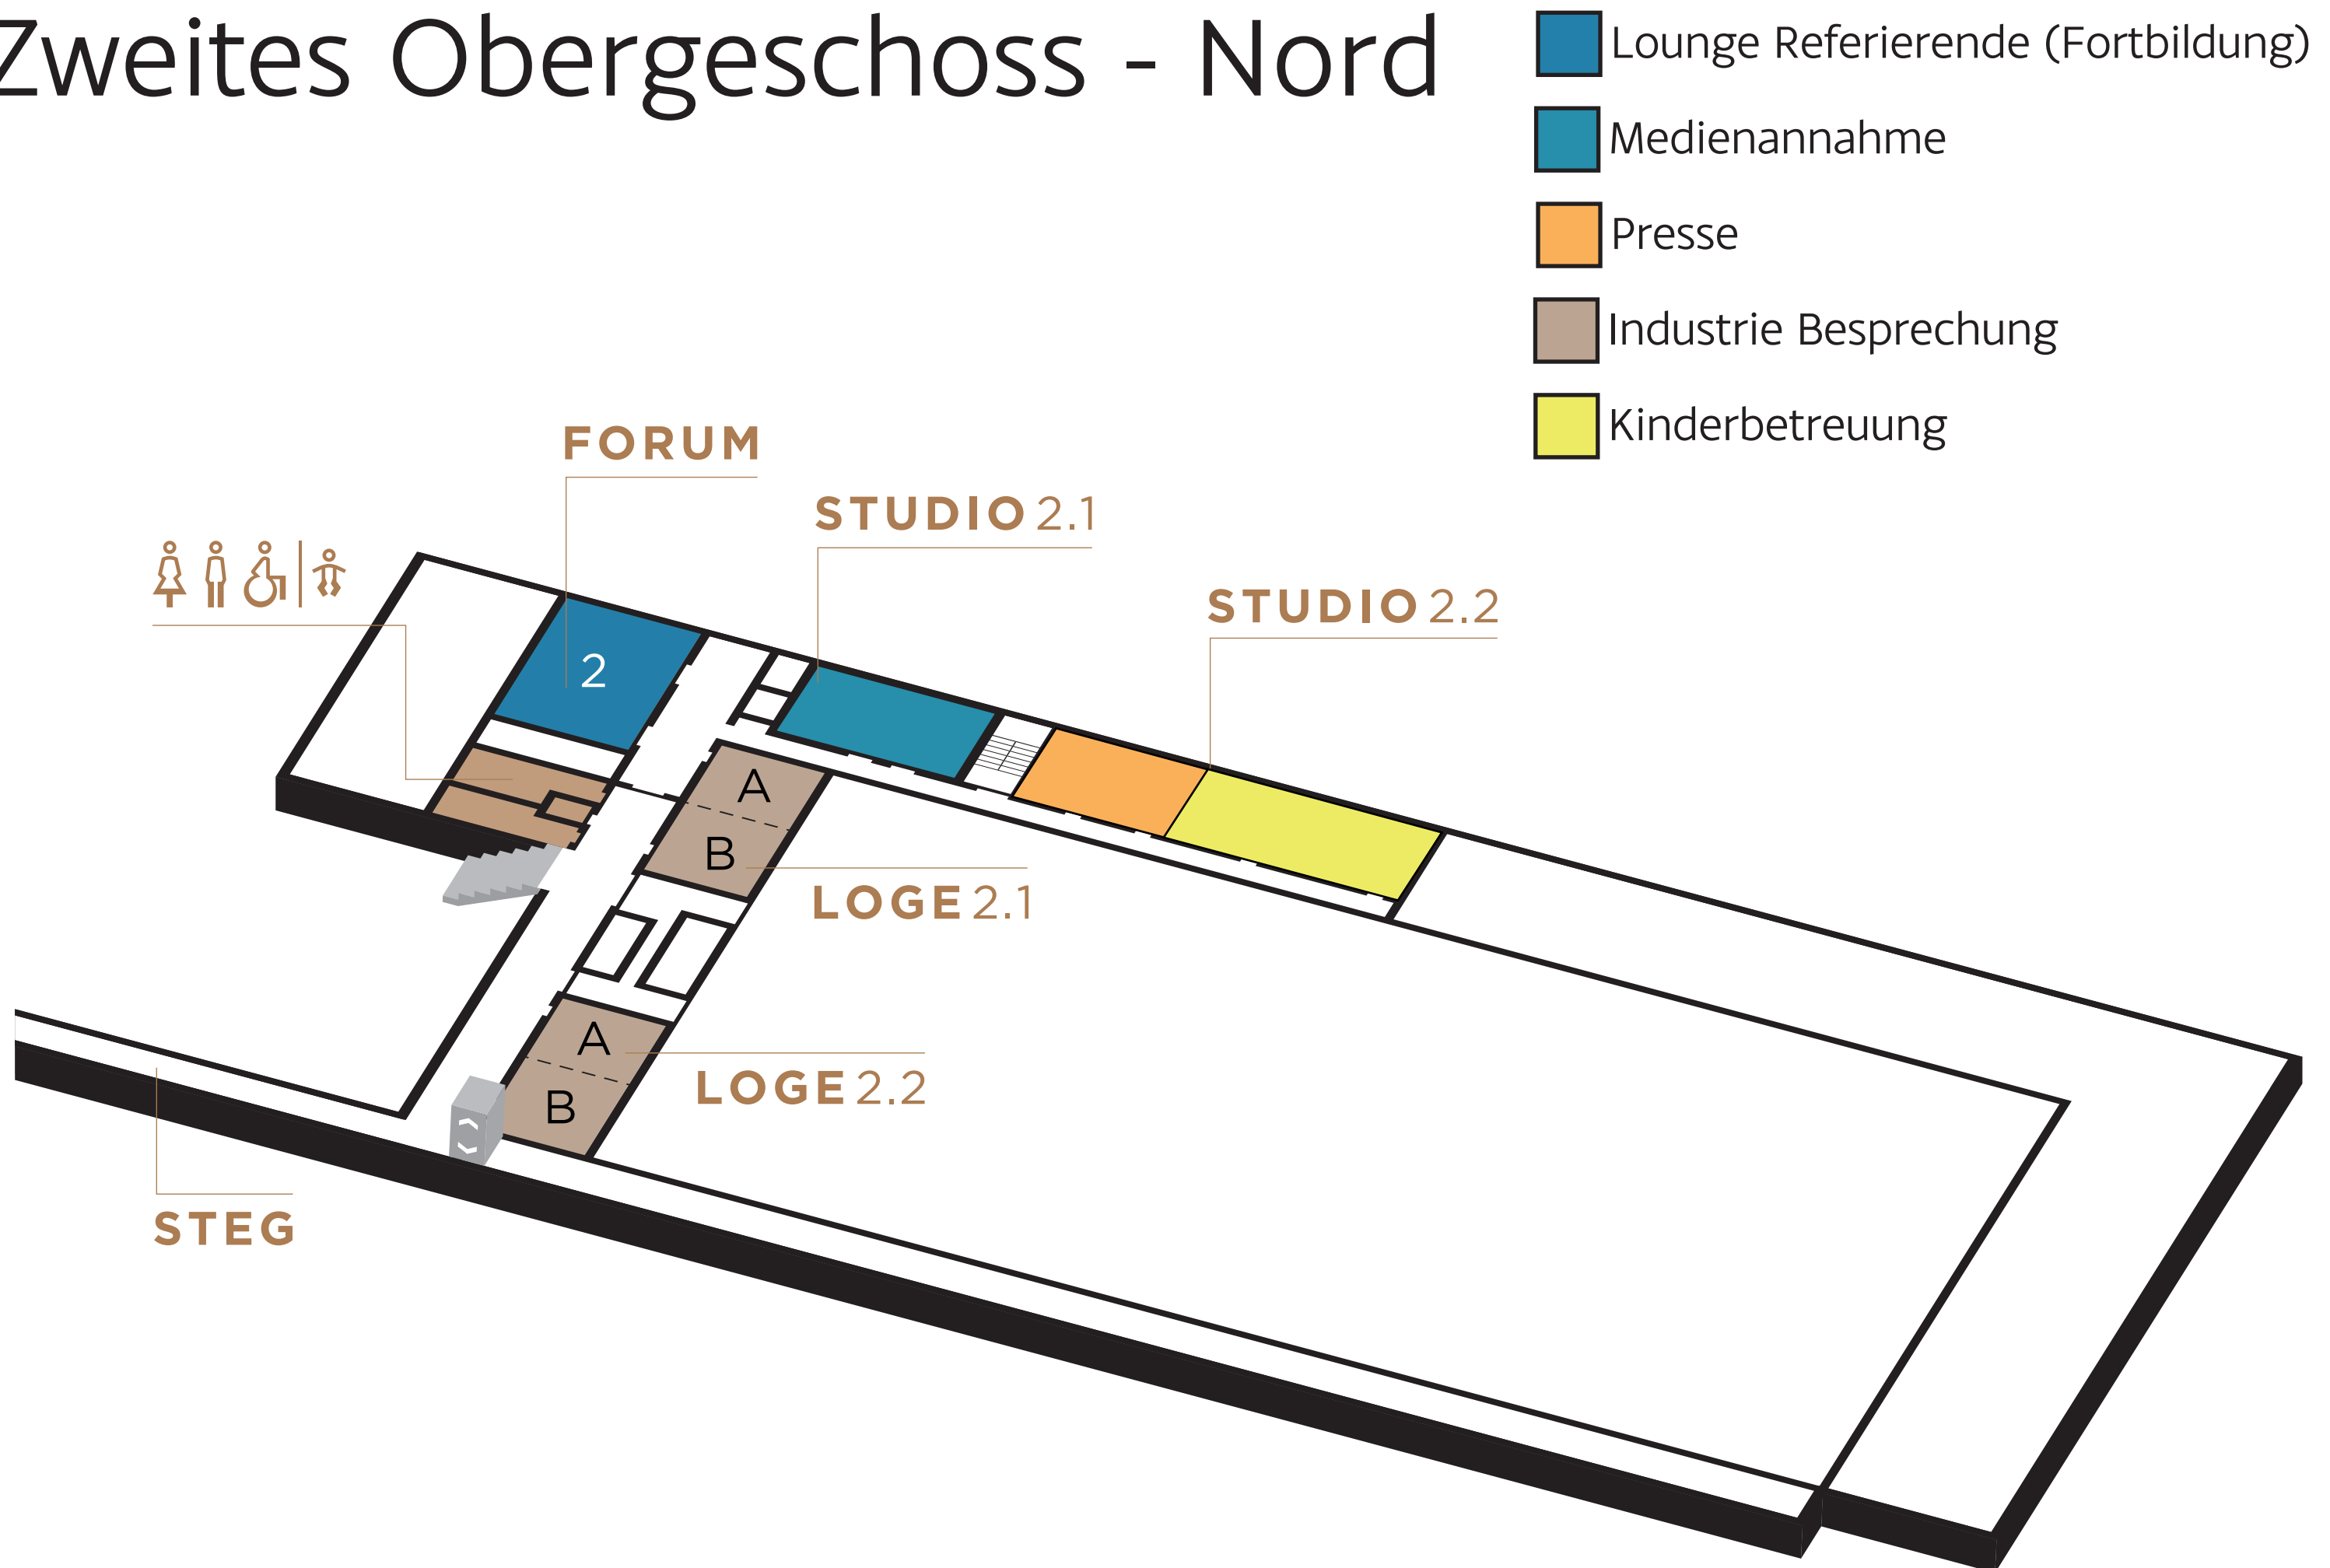 Zweites Obergeschoss - Nord
Lounge Referierende (Fortbildung)
Medienannahme
Presse
Industrie Besprechung
Kinderbetreuung
FORUM
STUDIO 2.1
STUDIO 2.2
2
A
B
LOGE 2.1
A
B
LOGE 2.2
STEG